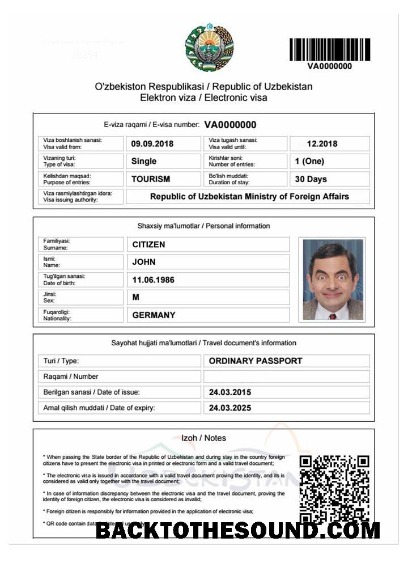 VA0000000
O'zbekiston Respublikasi / Republic of Uzbekistan
Elektron viza / Electronic visa
E-viza raqami / E-visa number: VA0000000
Viza boshlanish sanasi:
Visa valid from:
09.09.2018
Viza tugash sanasi:
Visa valid until:
12.2018
Vizaning turi:
Type of visa:
Single
Kirishlar soni:
Number of entries:
1 (One)
Kelishdan maqsad:
Purpose of entries:
TOURISM
Bo'lish muddati:
Duration of stay:
30 Days
Viza rasmiylashtirgan idora:
Visa issuing authority:
Republic of Uzbekistan Ministry of Foreign Affairs
Shaxsiy ma'lumotlar / Personal information
Familiyasi:
Surname:
CITIZEN
Ismi:
Name:
JOHN
Tug'ilgan sanasi:
Date of birth:
11.06.1986
Jinsi:
Sex:
M
Fuqaroligi:
Nationality:
GERMANY
Sayohat hujjati ma'lumotlari / Travel document's information
Turi / Type:
ORDINARY PASSPORT
Raqami / Number
Berilgan sanasi / Date of issue:
24.03.2015
Amal qilish muddati / Date of expiry:
24.03.2025
Izoh / Notes
* When passing the State border of the Republic of Uzbekistan and during stay in the country foreign
citizens have to present the electronic visa in printed or electronic form and a valid travel document;
* The electronic visa is issued in accordance with a valid travel document proving the identity, and is
considered as valid only together with the travel document;
* In case of information discrepancy between the electronic visa and the travel document, proving the
identity of foreign citizen, the electronic visa is considered as invalid;
* Foreign citizen is responsible for information provided in the application of electronic visa;
* QR code contain
BACKTOTHESOUND.COM